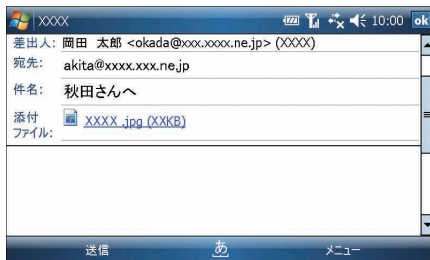 XXXX 10:00 ok
差出人: 岡田 太郎 <okada@xxx.xxxx.ne.jp> (XXXX)
宛先: akita@xxxx.xxx.ne.jp
件名: 秋田さんへ
添付 XXXX .jpg (XXKB)
ファイル:
送信 あ メニュー